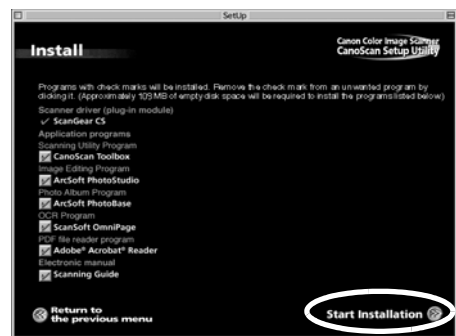 SetUp
Install
Canon Color Image Scanner
CanoScan Setup Utility
Programs with check marks will be installed. Remove the check mark from an unwanted program by
clicking it. (Approximately 109MB of empty disk space will be required to install the programs listed below)
Scanner driver (plug-in module)
ScanGear CS
Application programs
Scanning Utility Program
CanoScan Toolbox
Image Editing Program
ArcSoft PhotoStudio
Photo Album Program
ArcSoft PhotoBase
OCR Program
ScanSoft OmniPage
PDF file reader program
Adobe® Acrobat® Reader
Electronic manual
Scanning Guide
Return to
the previous menu
Start Installation